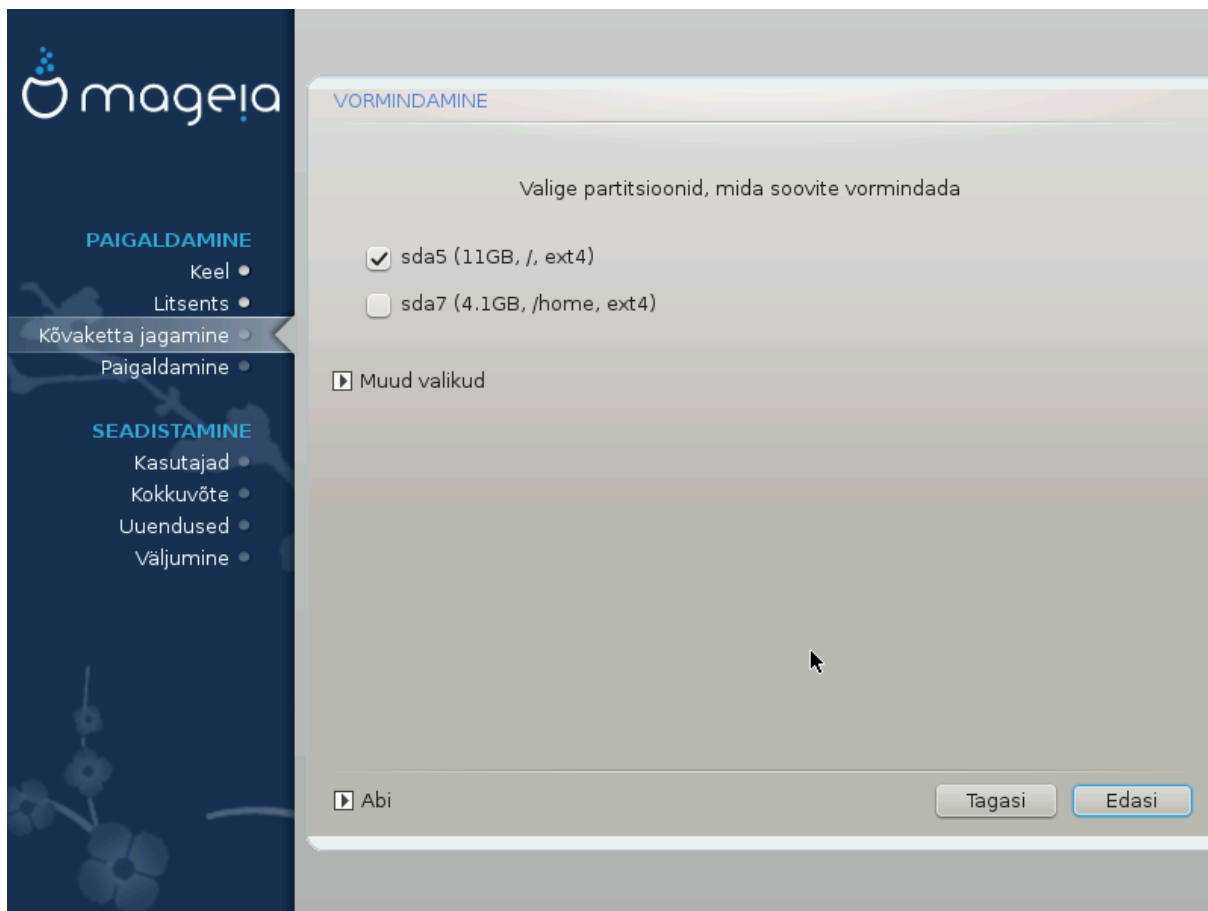 mageia
PAIGALDAMINE
Keel
Litsents
Kõvaketta jagamine
Paigaldamine
SEADISTAMINE
Kasutajad
Kokkuvõte
Uuendused
Väljumine
VORMINDAMINE
Valige partitsioonid, mida soovite vormindada
sda5 (11GB, /, ext4)
sda7 (4.1GB, /home, ext4)
Muud valikud
Abi
Tagasi
Edasi